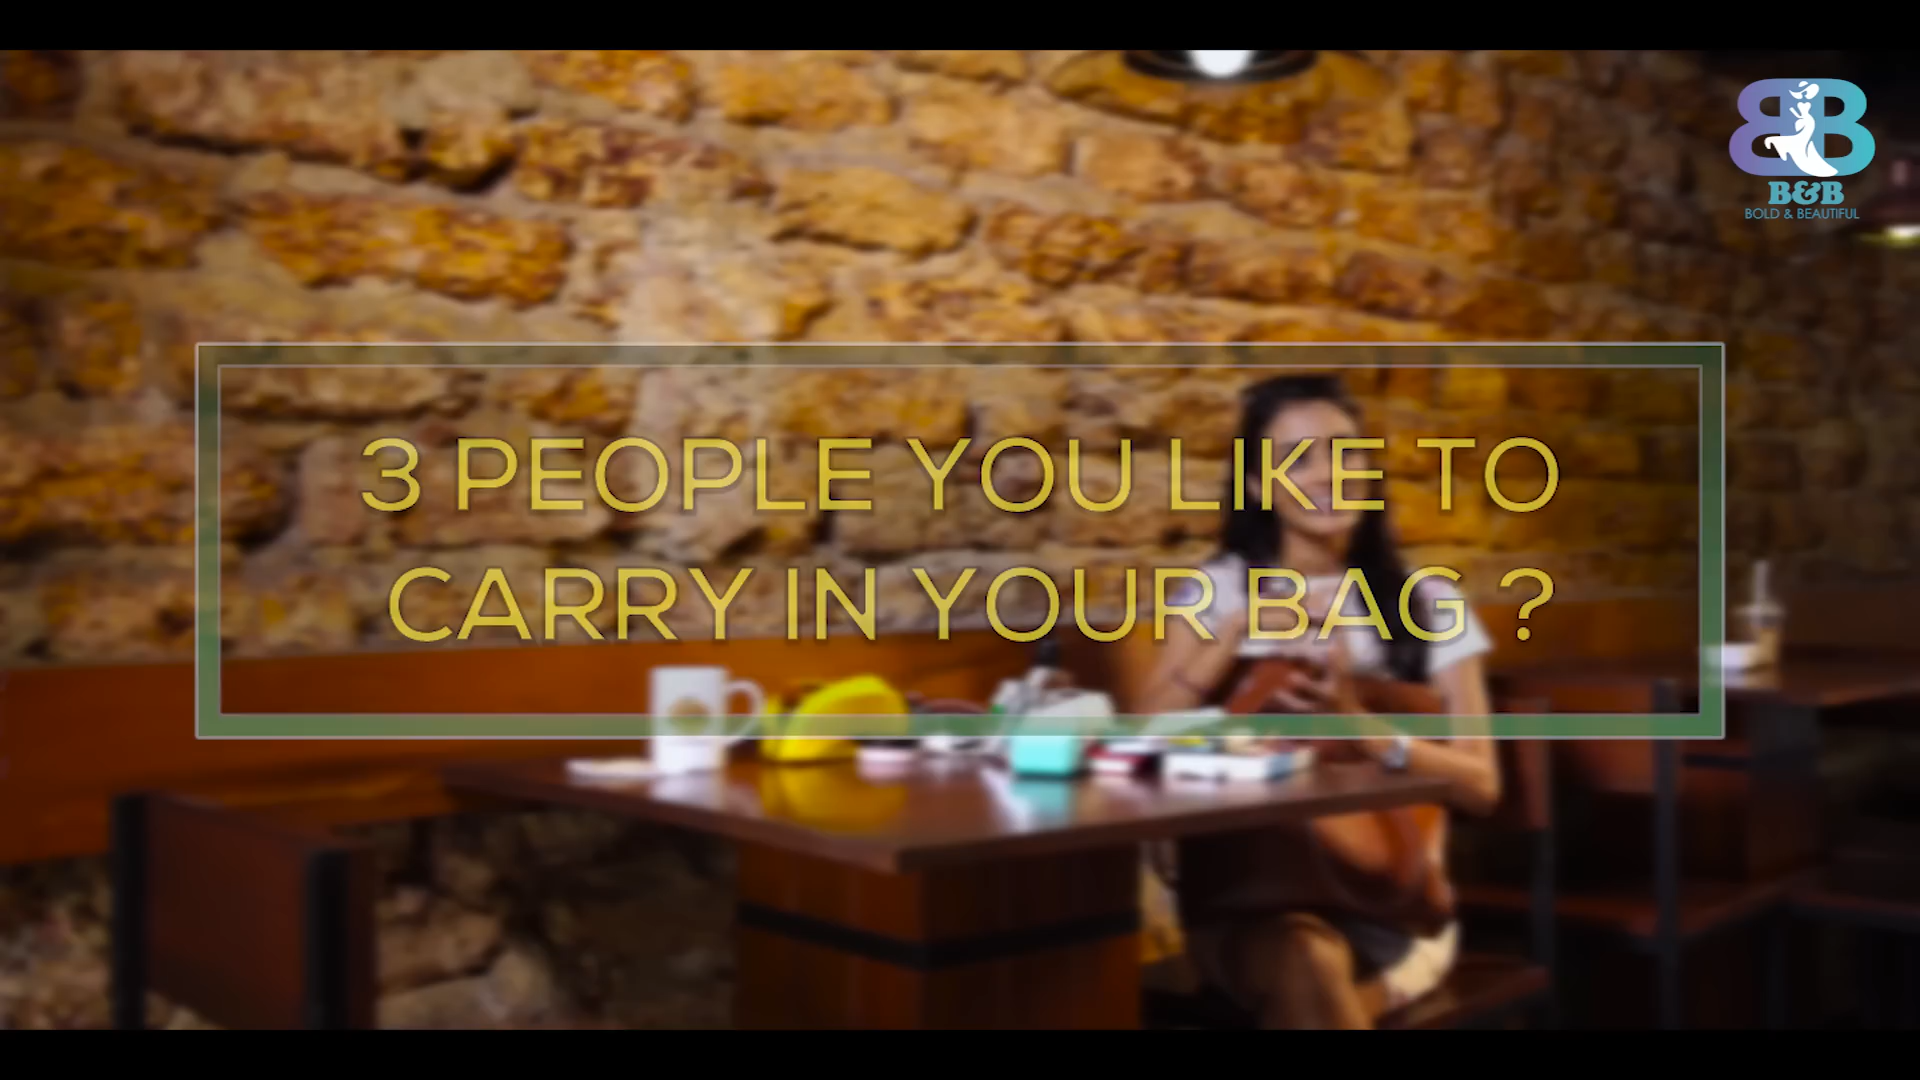 B&B
BOLD & BEAUTIFUL
3 PEOPLE YOU LIKE TO
CARRY IN YOUR BAG ?